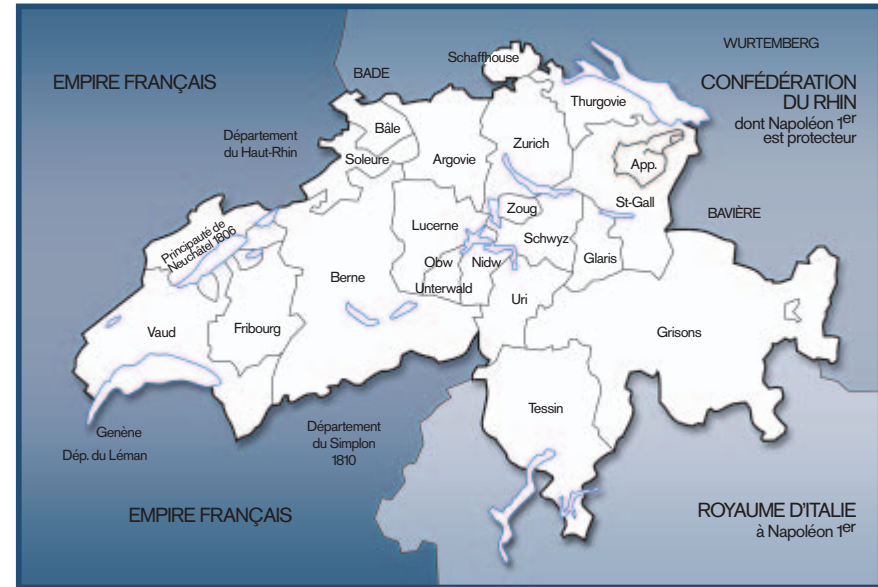 Schaffhouse
WURTEMBERG
EMPIRE FRANÇAIS
BADE
CONFÉDÉRATION
DU RHIN
dont Napoléon 1er
est protecteur
Thurgovie
Département
du Haut-Rhin
Bâle
Soleure
Argovie
Zurich
App.
St-Gall
BAVIÈRE
Zoug
Lucerne
Schwyz
Principauté de
Neuchâtel 1806
Obw
Nidw
Glaris
Unterwald
Berne
Uri
Vaud
Fribourg
Grisons
Tessin
Genène
Dép. du Léman
Département
du Simplon
1810
EMPIRE FRANÇAIS
ROYAUME D'ITALIE
à Napoléon 1er